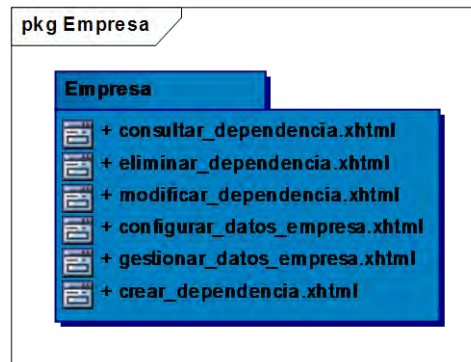 pkg Empresa
Empresa
+ consultar_dependencia.xhtml
+ eliminar_dependencia.xhtml
+ modificar_dependencia.xhtml
+ configurar_datos_empresa.xhtml
+ gestionar_datos_empresa.xhtml
+ crear_dependencia.xhtml